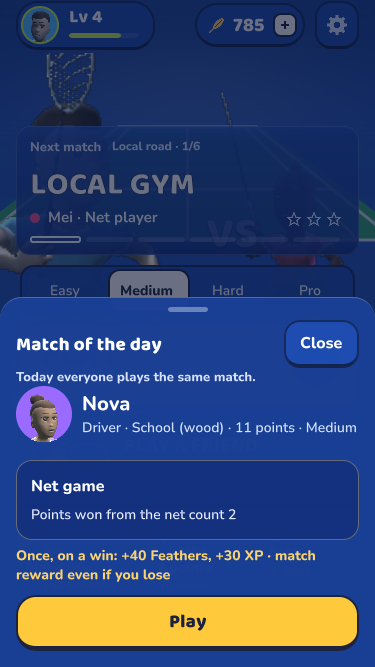 Lv 4
785
Next match Local road · 1/6
LOCAL GYM
Mei · Net player
VS
Easy Medium Hard Pro
Match of the day
Close
Today everyone plays the same match.
Nova
Driver · School (wood) · 11 points · Medium
Net game
Points won from the net count 2
Once, on a win: +40 Feathers, +30 XP · match
reward even if you lose
Play